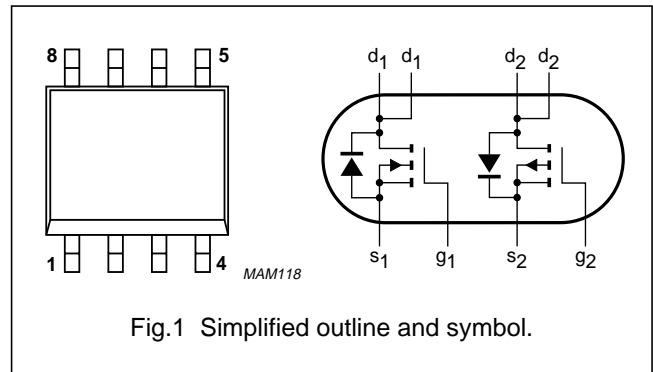 8 5
1 4
MAM118
d1 d1 d2 d2
s1 g1 s2 g2
Fig.1 Simplified outline and symbol.